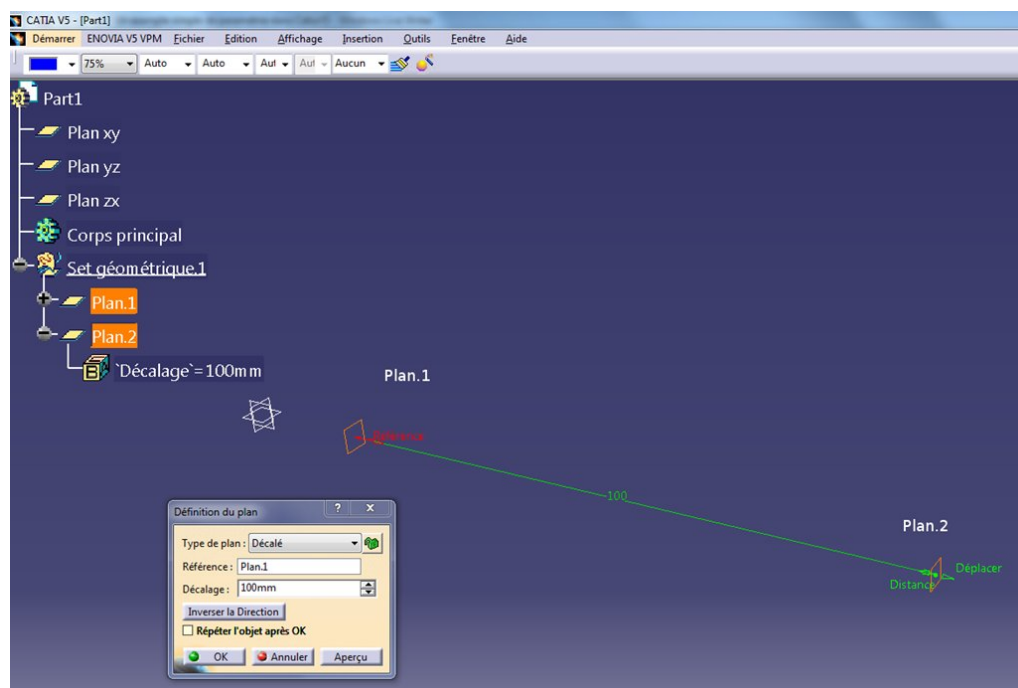 CATIA V5 - [Part1]
Démarrer ENOVIA V5 VPM Fichier Edition Affichage Insertion Outils Fenêtre Aide
75% Auto Auto Aut Aut Aucun
Part1
Plan xy
Plan yz
Plan zx
Corps principal
Set géométrique.1
Plan.1
Plan.2
`Décalage`=100mm
Plan.1
Référence
100
Plan.2
Déplacer
Distance
Définition du plan ? X
Type de plan : Décalé
Référence : Plan.1
Décalage : 100mm
Inverser la Direction
Répéter l'objet après OK
OK Annuler Aperçu